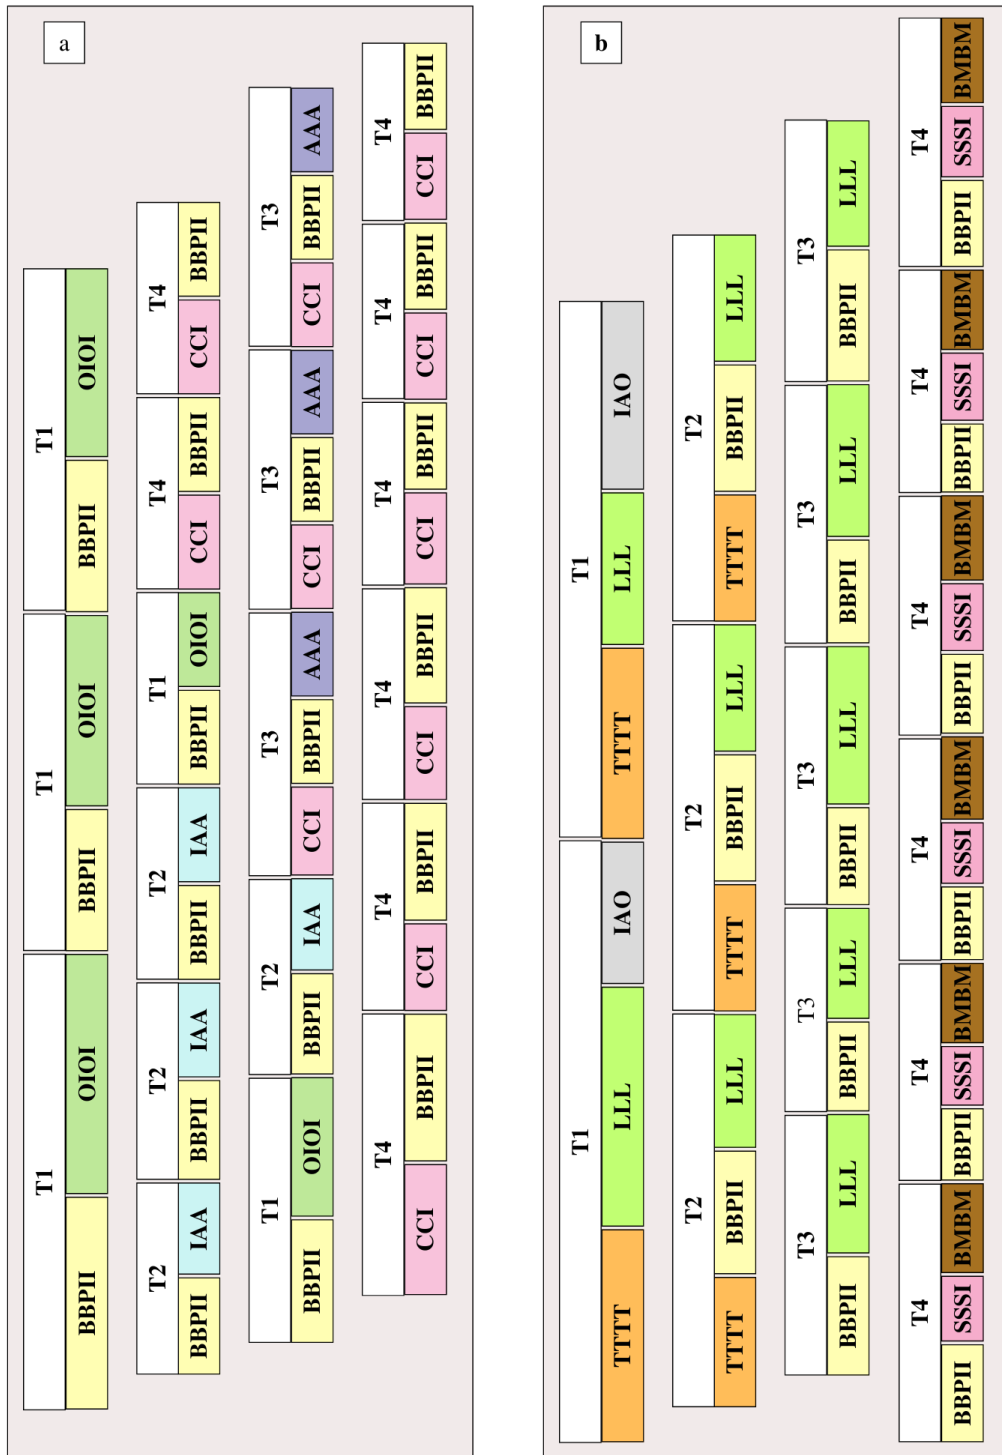 a
T1 T1 T1
BBPII OIOI BBPII OIOI BBPII OIOI
T2 T2 T2 T1 T4 T4
BBPII IAA BBPII IAA BBPII IAA BBPII OIOI CCI BBPII CCI BBPII
T1 T2 T3 T3 T3
BBPII OIOI BBPII IAA CCI BBPII AAA CCI BBPII AAA CCI BBPII AAA
T4 T4 T4 T4 T4 T4
CCI BBPII CCI BBPII CCI BBPII CCI BBPII CCI BBPII CCI BBPII
b
T1 T1
TTTT LLL IAO TTTT LLL IAO
T2 T2 T2
TTTT BBPII LLL TTTT BBPII LLL TTTT BBPII LLL
T3 T3 T3 T3 T3
BBPII LLL BBPII LLL BBPII LLL BBPII LLL BBPII LLL
T4 T4 T4 T4 T4 T4
BBPII SSSI BMBM BBPII SSSI BMBM BBPII SSSI BMBM BBPII SSSI BMBM BBPII SSSI BMBM BBPII SSSI BMBM